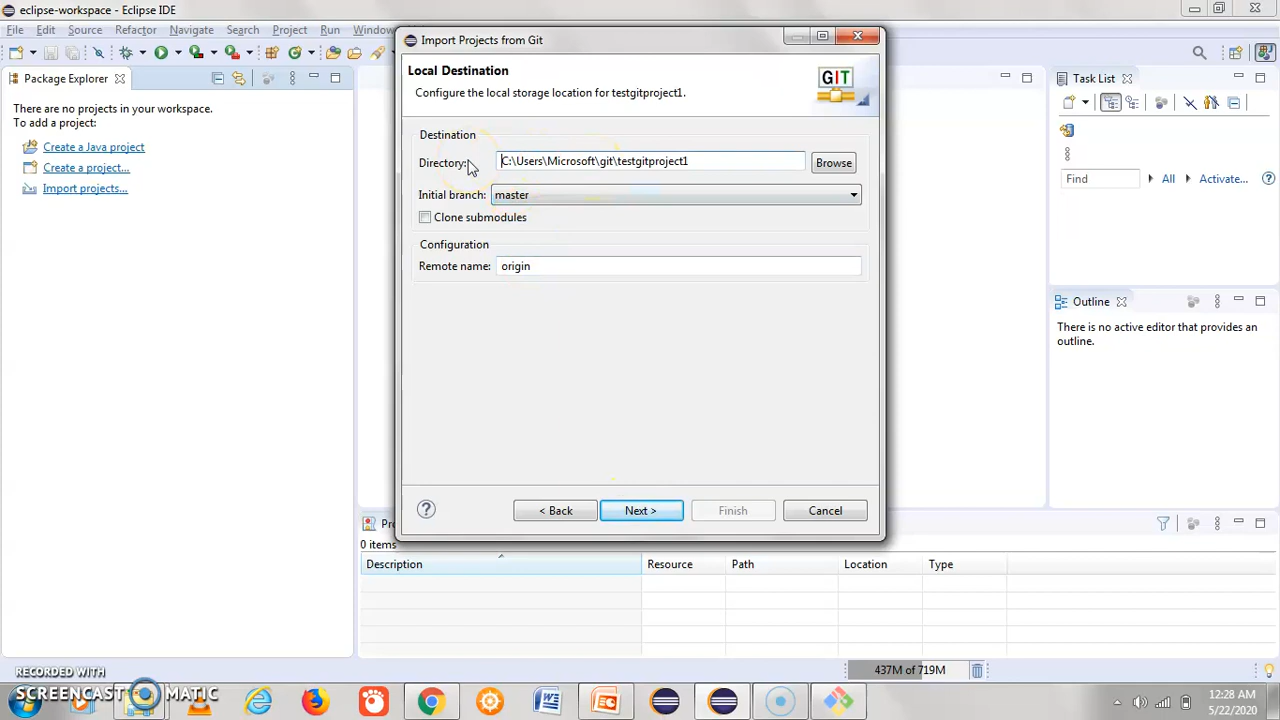 eclipse-workspace - Eclipse IDE
File Edit Source Refactor Navigate Search Project Run Window
Package Explorer
There are no projects in your workspace.
To add a project:
Create a Java project
Create a project...
Import projects...
Import Projects from Git
Local Destination
Configure the local storage location for testgitproject1.
GIT
Destination
Directory:
C:\Users\Microsoft\git\testgitproject1
Browse
Initial branch:
master
Clone submodules
Configuration
Remote name:
origin
?
< Back
Next >
Finish
Cancel
Task List
Find
All
Activate...
Outline
There is no active editor that provides an
outline.
0 items
Description Resource Path Location Type
437M of 719M
RECORDED WITH
SCREENCAST MATIC
12:28 AM
5/22/2020